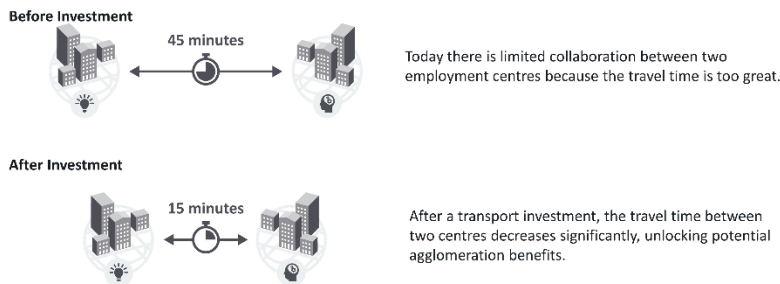 Before Investment
45 minutes
Today there is limited collaboration between two
employment centres because the travel time is too great.
After Investment
15 minutes
After a transport investment, the travel time between
two centres decreases significantly, unlocking potential
agglomeration benefits.